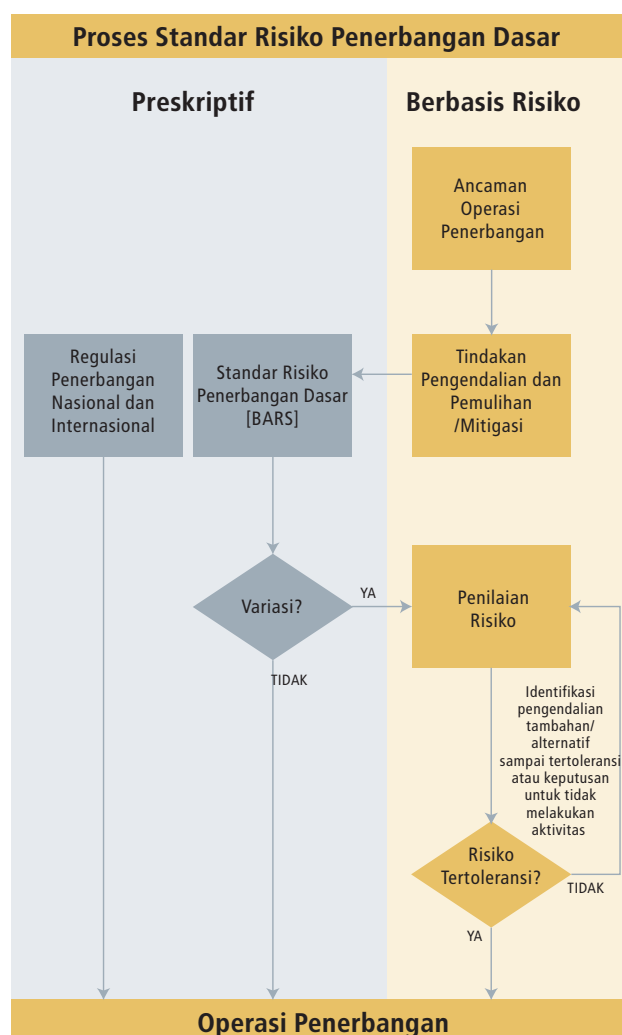 Proses Standar Risiko Penerbangan Dasar
Preskriptif
Berbasis Risiko
Ancaman
Operasi
Penerbangan
Regulasi
Penerbangan
Nasional dan
Internasional
Standar Risiko
Penerbangan Dasar
[BARS]
Tindakan
Pengendalian dan
Pemulihan
/Mitigasi
Variasi?
YA
TIDAK
Penilaian
Risiko
Identifikasi
pengendalian
tambahan/
alternatif
sampai tertoleransi
atau keputusan
untuk tidak
melakukan
aktivitas
Risiko
Tertoleransi?
TIDAK
YA
Operasi Penerbangan